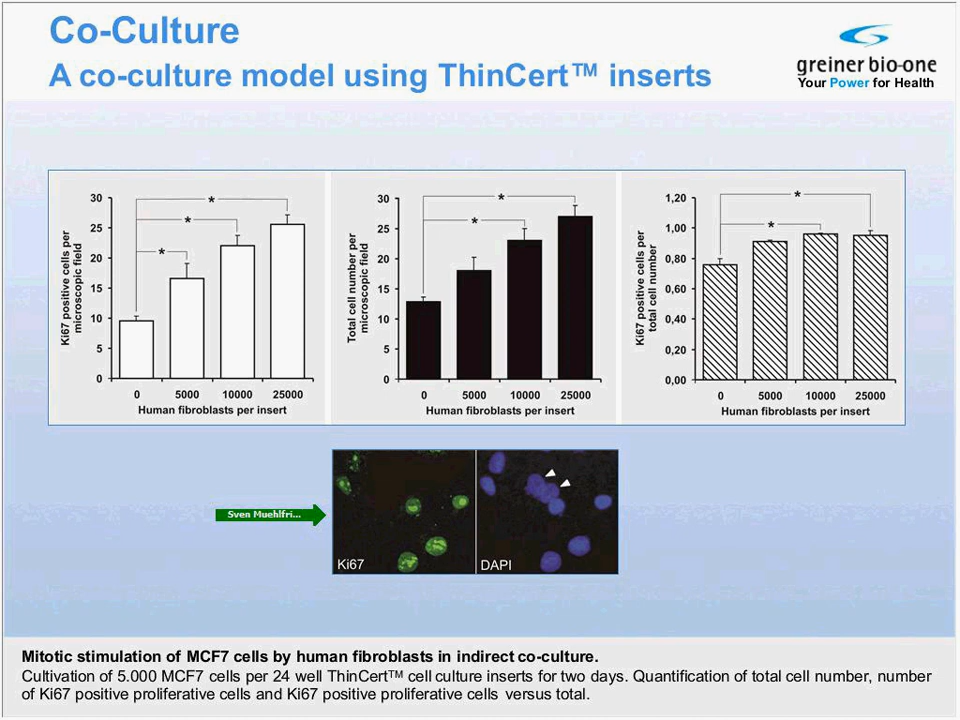 Co-Culture
A co-culture model using ThinCert™ inserts
greiner bio-one
Your Power for Health
Ki67 positive cells per
microscopic field
30
25
20
15
10
5
0
*
*
*
0 5000 10000 25000
Human fibroblasts per insert
Total cell number per
microscopic field
30
25
20
15
10
5
0
*
*
0 5000 10000 25000
Human fibroblasts per insert
Ki67 positive cells per
total cell number
1,20
1,00
0,80
0,60
0,40
0,20
0,00
*
*
0 5000 10000 25000
Human fibroblasts per insert
Sven Muehlfri...
Ki67
DAPI
Mitotic stimulation of MCF7 cells by human fibroblasts in indirect co-culture.
Cultivation of 5.000 MCF7 cells per 24 well ThinCert™ cell culture inserts for two days. Quantification of total cell number, number
of Ki67 positive proliferative cells and Ki67 positive proliferative cells versus total.